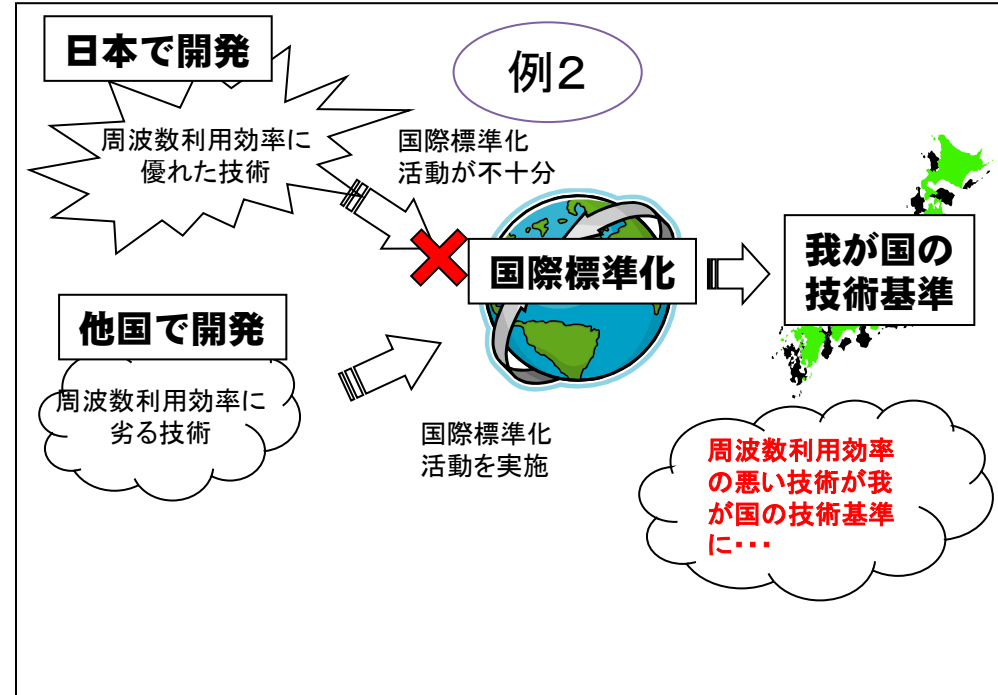 例2
日本で開発
周波数利用効率に
優れた技術
国際標準化
活動が不十分
国際標準化
我が国の
技術基準
他国で開発
周波数利用効率に
劣る技術
国際標準化
活動を実施
周波数利用効率
の悪い技術が我
が国の技術基準
に・・・